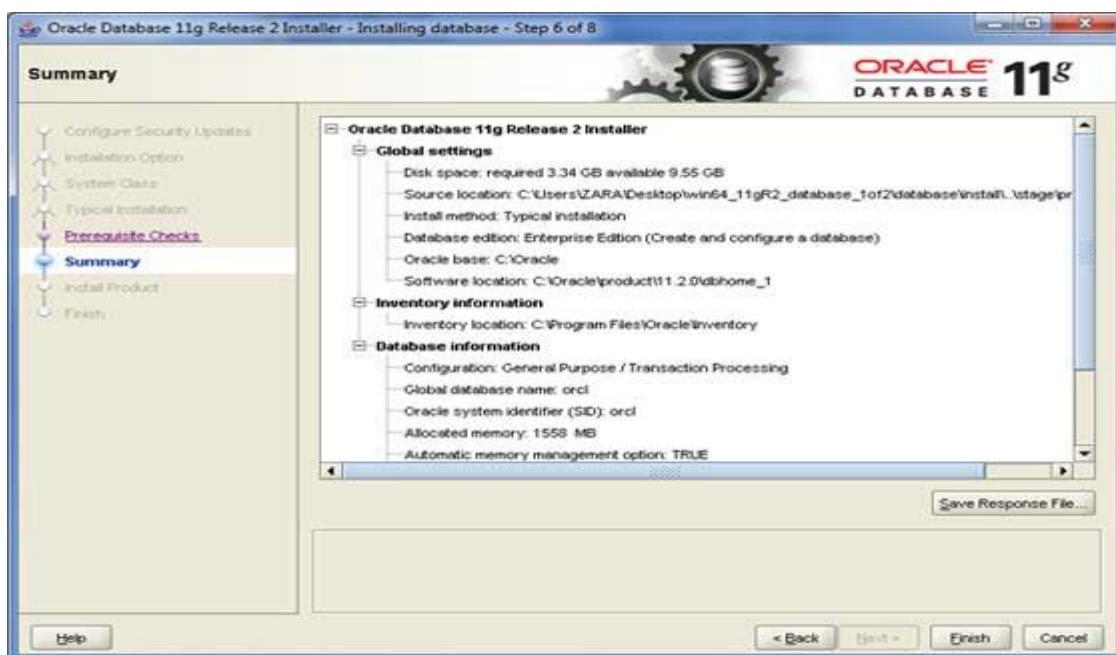 Oracle Database 11g Release 2 Installer - Installing database - Step 6 of 8
Summary
ORACLE
DATABASE
11g
Configure Security Updates
Installation Option
System Class
Typical Installation
Prerequisite Checks
Summary
Install Product
Finish
Oracle Database 11g Release 2 Installer
Global settings
Disk space: required 3.34 GB available 9.55 GB
Source location: C:\Users\ZARA\Desktop\win64_11gR2_database_1of2\database\install\..\stage\pr
Install method: Typical installation
Database edition: Enterprise Edition (Create and configure a database)
Oracle base: C:\Oracle
Software location: C:\Oracle\product\11.2.0\dbhome_1
Inventory information
Inventory location: C:\Program Files\Oracle\Inventory
Database information
Configuration: General Purpose / Transaction Processing
Global database name: orcl
Oracle system identifier (SID): orcl
Allocated memory: 1558 MB
Automatic memory management option: TRUE
Save Response File...
Help
< Back
Next >
Finish
Cancel